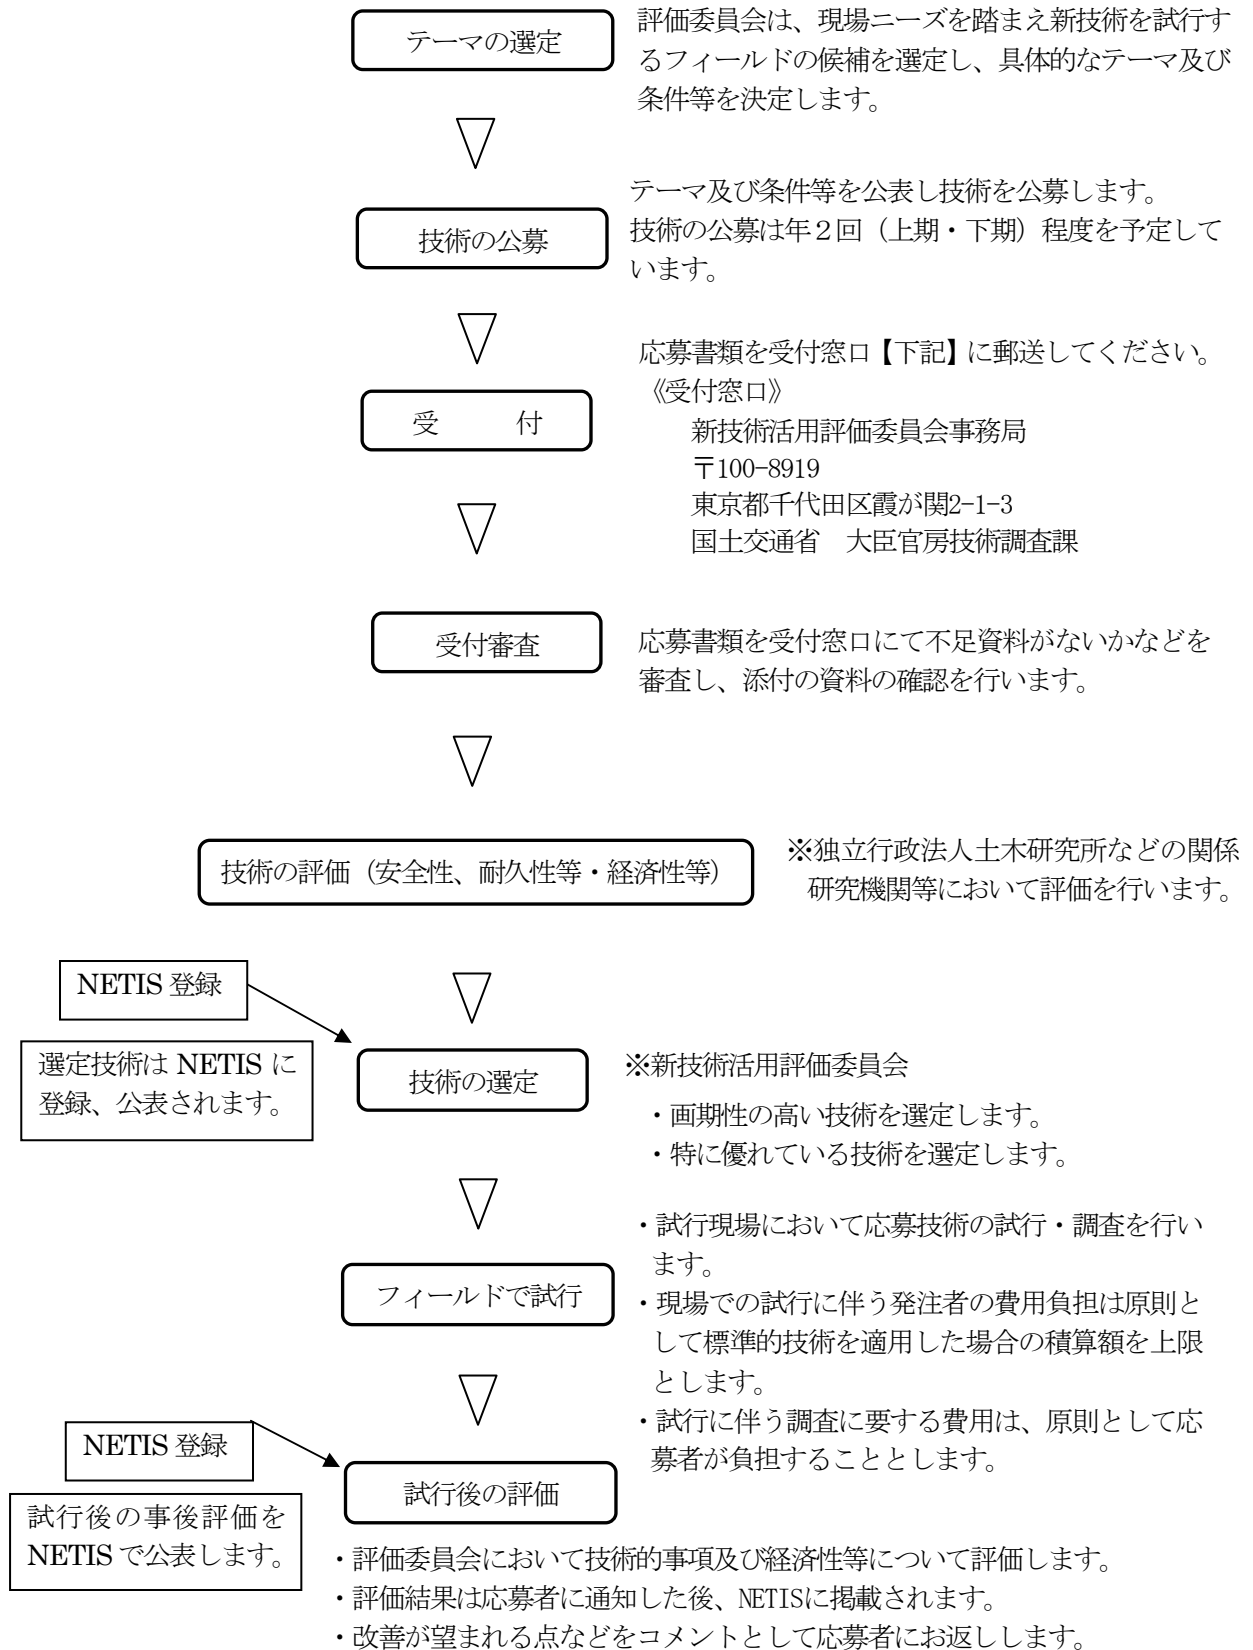 テーマの選定
評価委員会は、現場ニーズを踏まえ新技術を試行す
るフィールドの候補を選定し、具体的なテーマ及び
条件等を決定します。
技術の公募
テーマ及び条件等を公表し技術を公募します。
技術の公募は年2回（上期・下期）程度を予定して
います。
受　　付
応募書類を受付窓口【下記】に郵送してください。
《受付窓口》
新技術活用評価委員会事務局
〒100-8919
東京都千代田区霞が関2-1-3
国土交通省　大臣官房技術調査課
受付審査
応募書類を受付窓口にて不足資料がないかなどを
審査し、添付の資料の確認を行います。
技術の評価（安全性、耐久性等・経済性等）
※独立行政法人土木研究所などの関係
研究機関等において評価を行います。
NETIS 登録
選定技術は NETIS に
登録、公表されます。
技術の選定
※新技術活用評価委員会
・画期性の高い技術を選定します。
・特に優れている技術を選定します。
フィールドで試行
・試行現場において応募技術の試行・調査を行い
ます。
・現場での試行に伴う発注者の費用負担は原則と
して標準的技術を適用した場合の積算額を上限
とします。
・試行に伴う調査に要する費用は、原則として応
募者が負担することとします。
NETIS 登録
試行後の事後評価を
NETIS で公表します。
試行後の評価
・評価委員会において技術的事項及び経済性等について評価します。
・評価結果は応募者に通知した後、NETISに掲載されます。
・改善が望まれる点などをコメントとして応募者にお返しします。